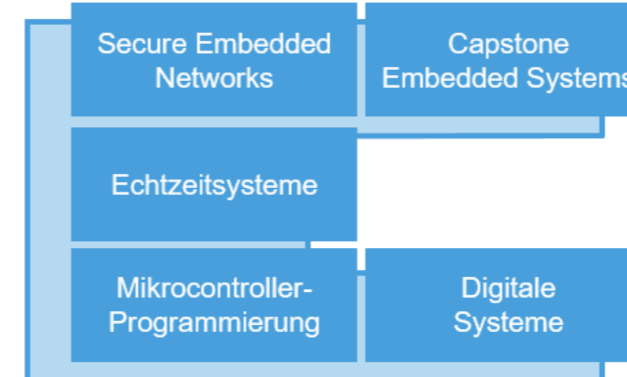 Secure Embedded
Networks
Capstone
Embedded Systems
Echtzeitsysteme
Mikrocontroller-
Programmierung
Digitale
Systeme